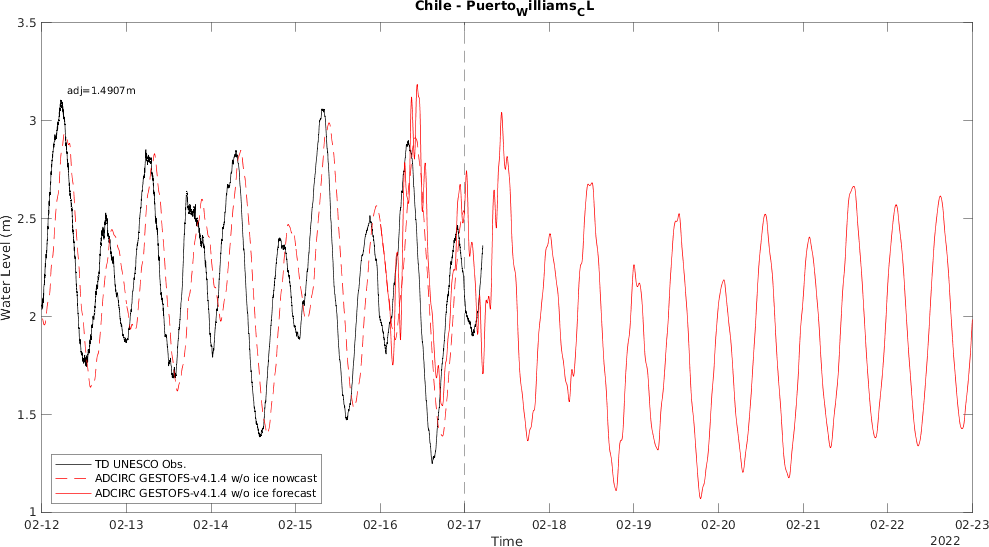 Chile - PuertoWilliamsCL
3.5
3
2.5
2
1.5
1
Water Level (m)
adj=1.4907m
TD UNESCO Obs.
ADCIRC GESTOFS-v4.1.4 w/o ice nowcast
ADCIRC GESTOFS-v4.1.4 w/o ice forecast
02-12 02-13 02-14 02-15 02-16 02-17 02-18 02-19 02-20 02-21 02-22 02-23
Time
2022